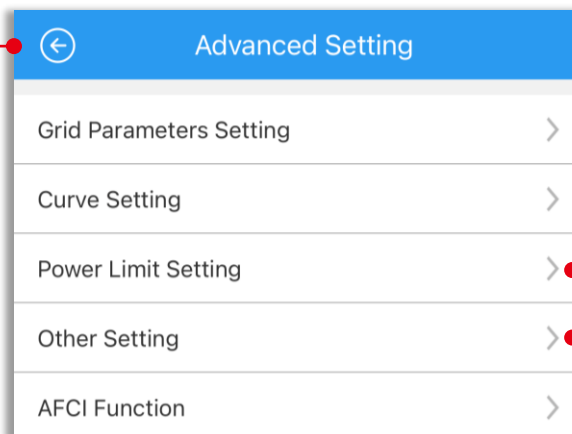 Advanced Setting
Grid Parameters Setting
Curve Setting
Power Limit Setting
Other Setting
AFCI Function